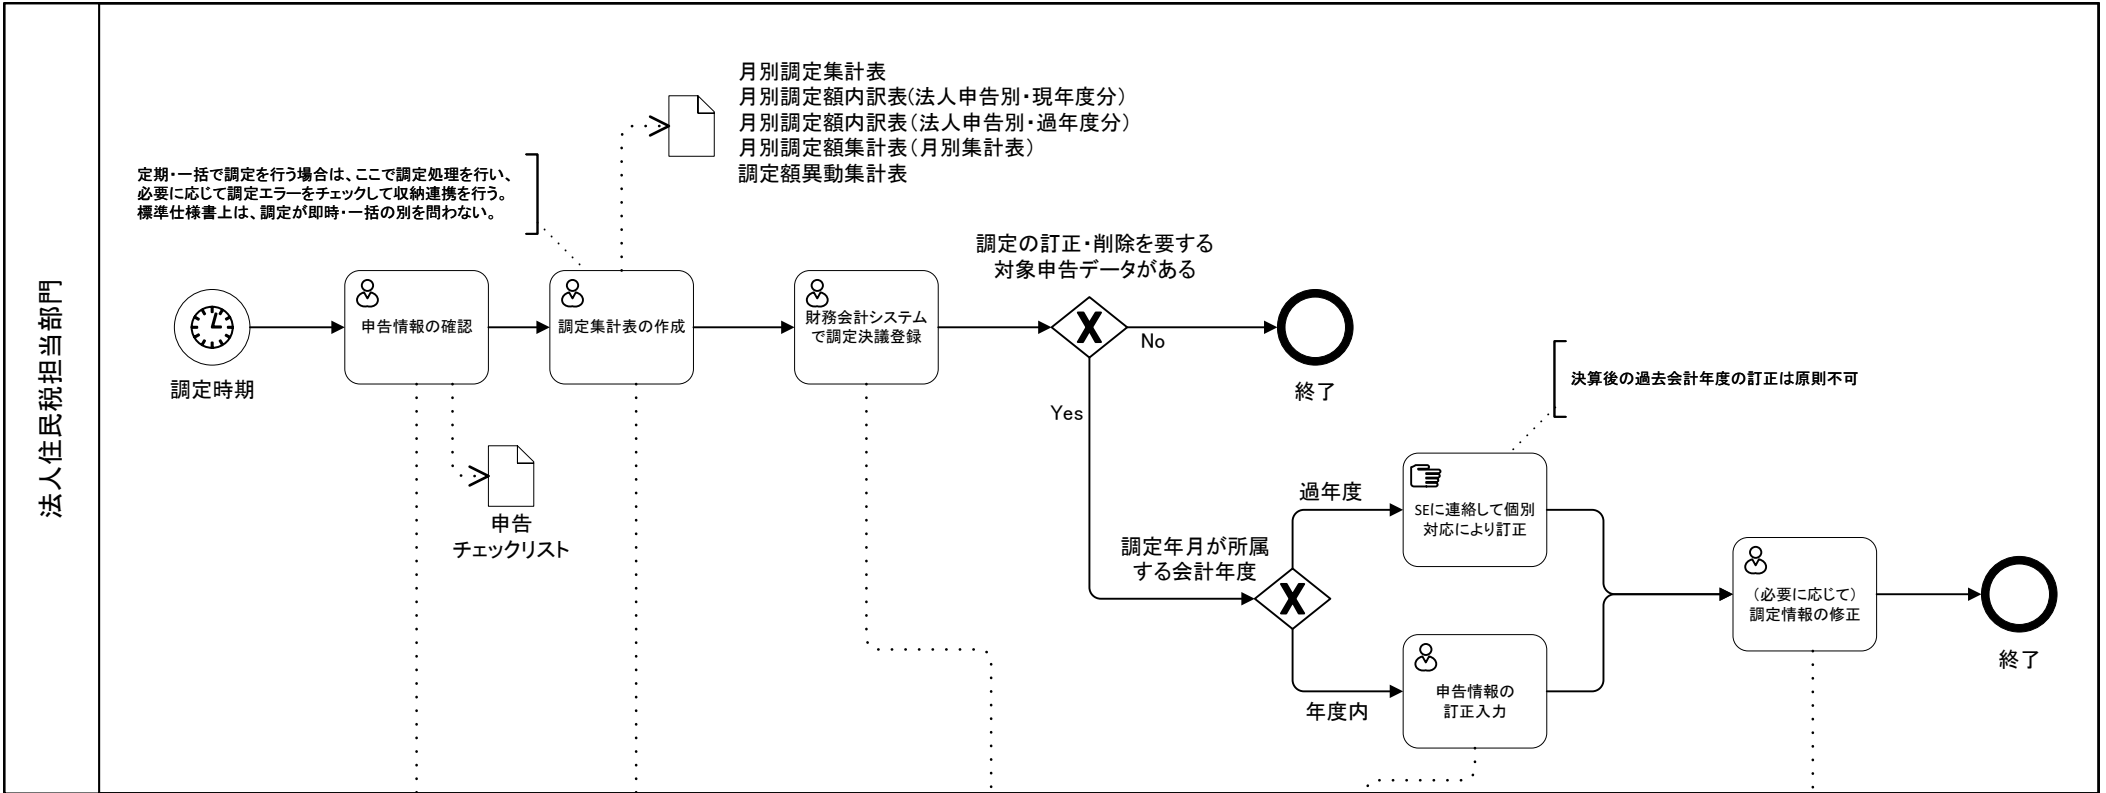 法人住民税担当部門
月別調定集計表
月別調定額内訳表(法人申告別・現年度分)
月別調定額内訳表(法人申告別・過年度分)
月別調定額集計表(月別集計表)
調定額異動集計表
定期・一括で調定を行う場合は、ここで調定処理を行い、
必要に応じて調定エラーをチェックして収納連携を行う。
標準仕様書上は、調定が即時・一括の別を問わない。
調定時期
申告情報の確認
申告
チェックリスト
調定集計表の作成
財務会計システム
で調定決議登録
調定の訂正・削除を要する
対象申告データがある
X
No
終了
Yes
調定年月が所属
する会計年度
X
過年度
決算後の過去会計年度の訂正は原則不可
SEに連絡して個別
対応により訂正
年度内
申告情報の
訂正入力
(必要に応じて)
調定情報の修正
終了